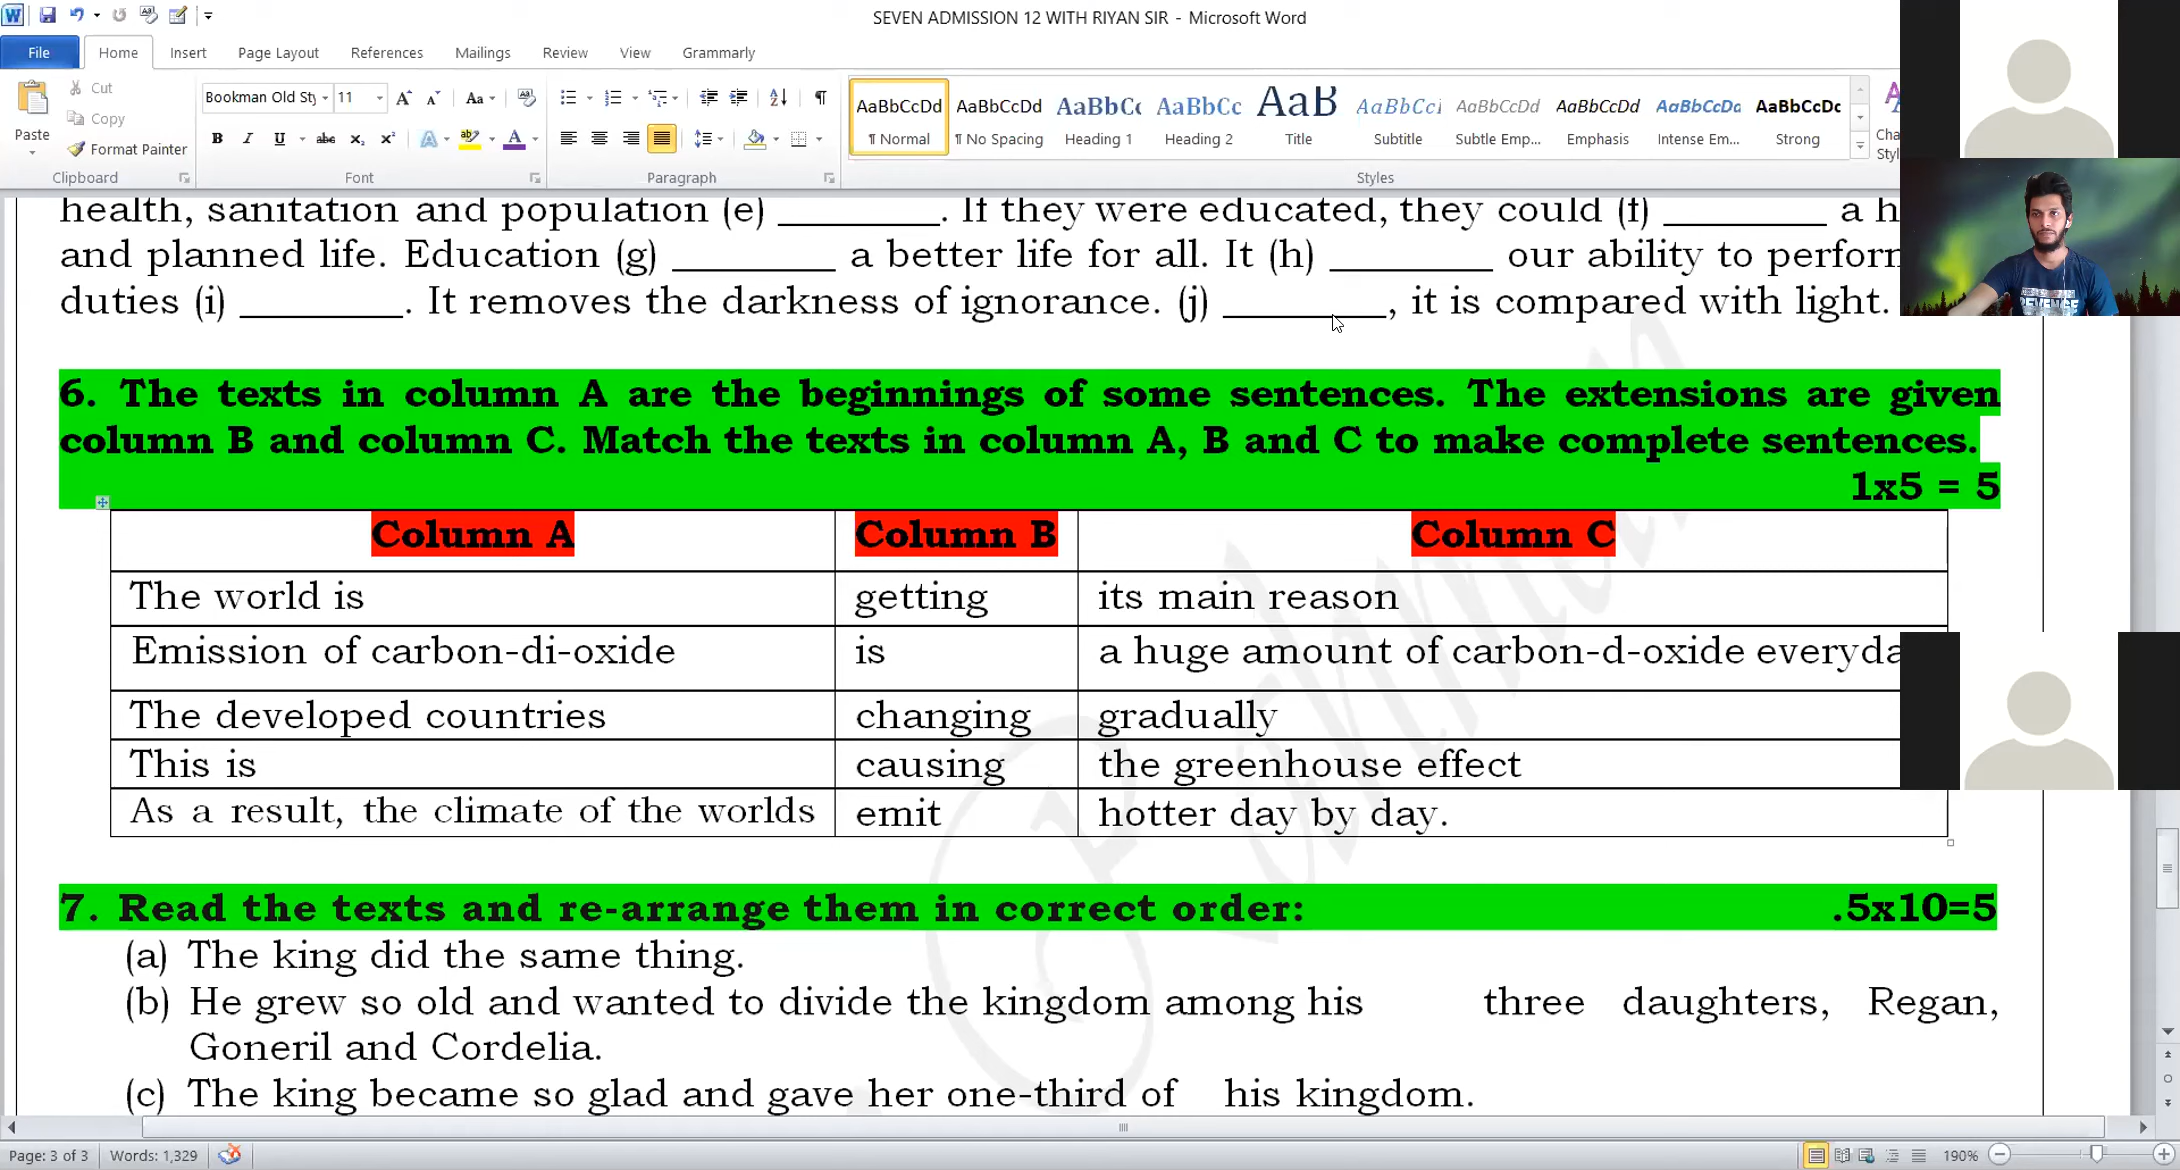 SEVEN ADMISSION 12 WITH RIYAN SIR - Microsoft Word
File Home Insert Page Layout References Mailings Review View Grammarly
Paste
Cut
Copy
Format Painter
Bookman Old Sty 11
AaBbCcDd AaBbCcDd AaBbCc AaBbCc AaB AaBbCcl AaBbCcDd AaBbCcDd AaBbCcDc AaBbCcDc
¶ Normal ¶ No Spacing Heading 1 Heading 2 Title Subtitle Subtle Emp... Emphasis Intense Em... Strong
Clipboard Font Paragraph Styles
health, sanitation and population (e) ________. If they were educated, they could (f) ________ a
and planned life. Education (g) ________ a better life for all. It (h) ________ our ability to
duties (i) ________. It removes the darkness of ignorance. (j) ________, it is compared with light.
6. The texts in column A are the beginnings of some sentences. The extensions are given
column B and column C. Match the texts in column A, B and C to make complete sentences.
1x5 = 5
Column A Column B Column C
The world is getting its main reason
Emission of carbon-di-oxide is a huge amount of carbon-d-oxide
The developed countries changing gradually
This is causing the greenhouse effect
As a result, the climate of the worlds emit hotter day by day.
7. Read the texts and re-arrange them in correct order: .5x10=5
(a) The king did the same thing.
(b) He grew so old and wanted to divide the kingdom among his three daughters, Regan,
Goneril and Cordelia.
(c) The king became so glad and gave her one-third of his kingdom.
Page: 3 of 3 Words: 1,329 190%